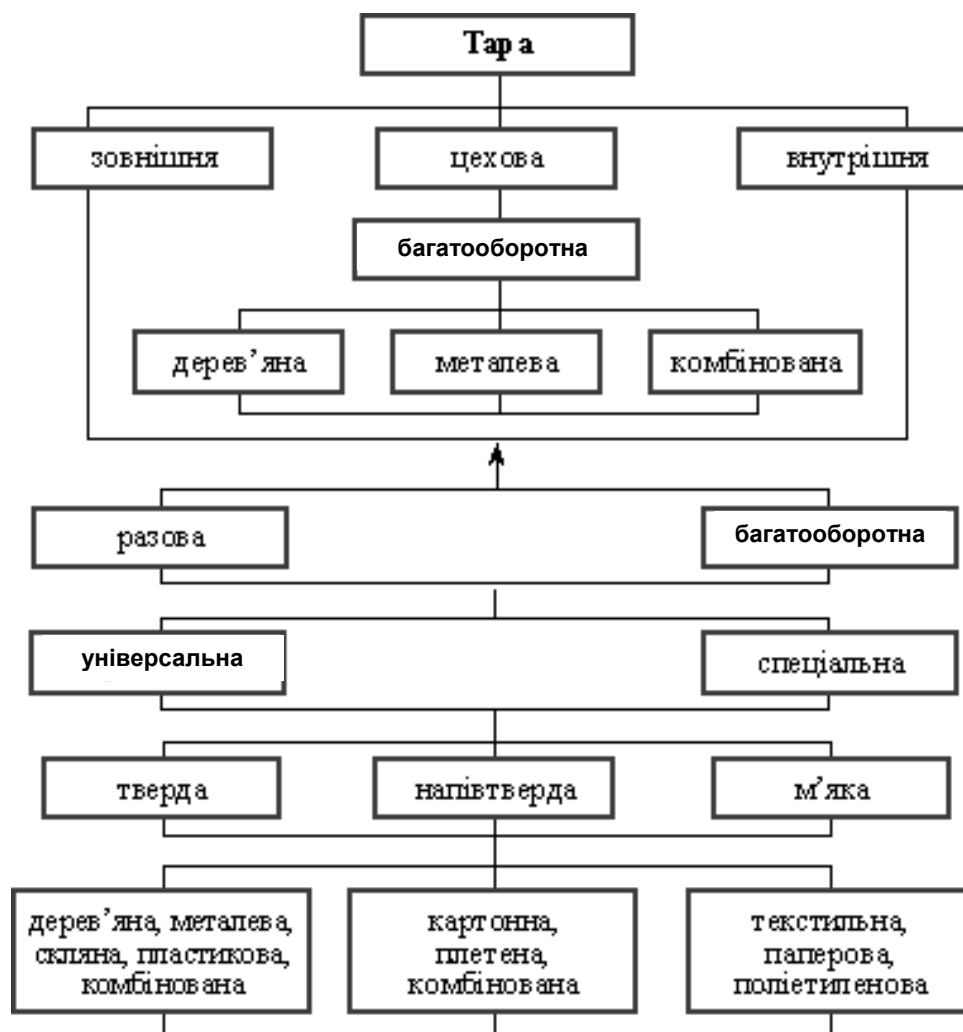 Тара
зовнішня
цехова
внутрішня
багатооборотна
дерев’яна
металева
комбінована
разова
багатооборотна
універсальна
спеціальна
тверда
напівтверда
м’яка
дерев’яна, металева,
скляна, пластикова,
комбінована
картонна,
плетена,
комбінована
текстильна,
паперова,
поліетиленова